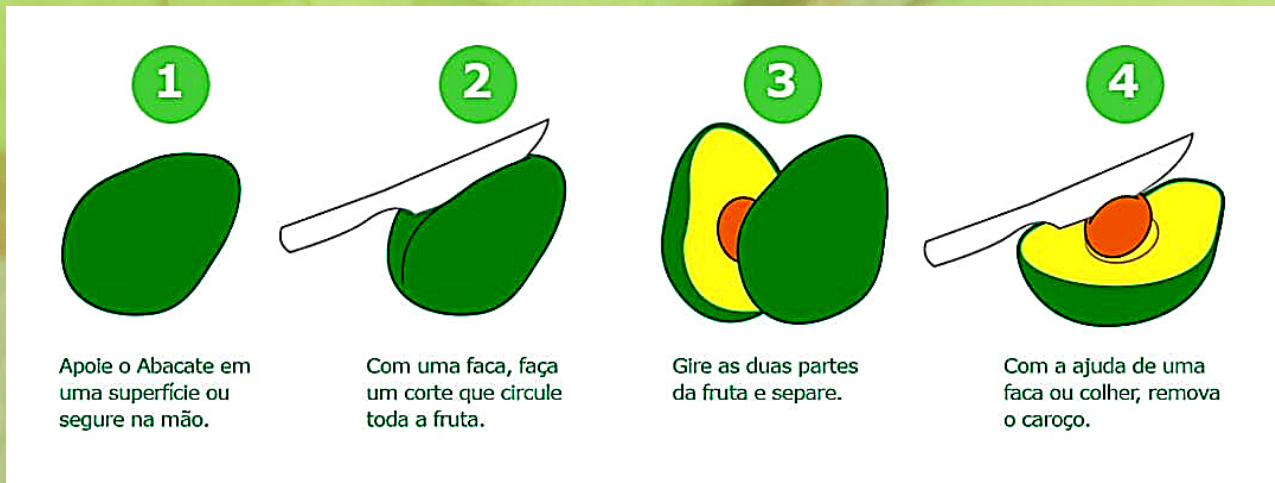 1
2
3
4
Apoie o Abacate em
uma superfície ou
segure na mão.
Com uma faca, faça
um corte que circule
toda a fruta.
Gire as duas partes
da fruta e separe.
Com a ajuda de uma
faca ou colher, remova
o caroço.